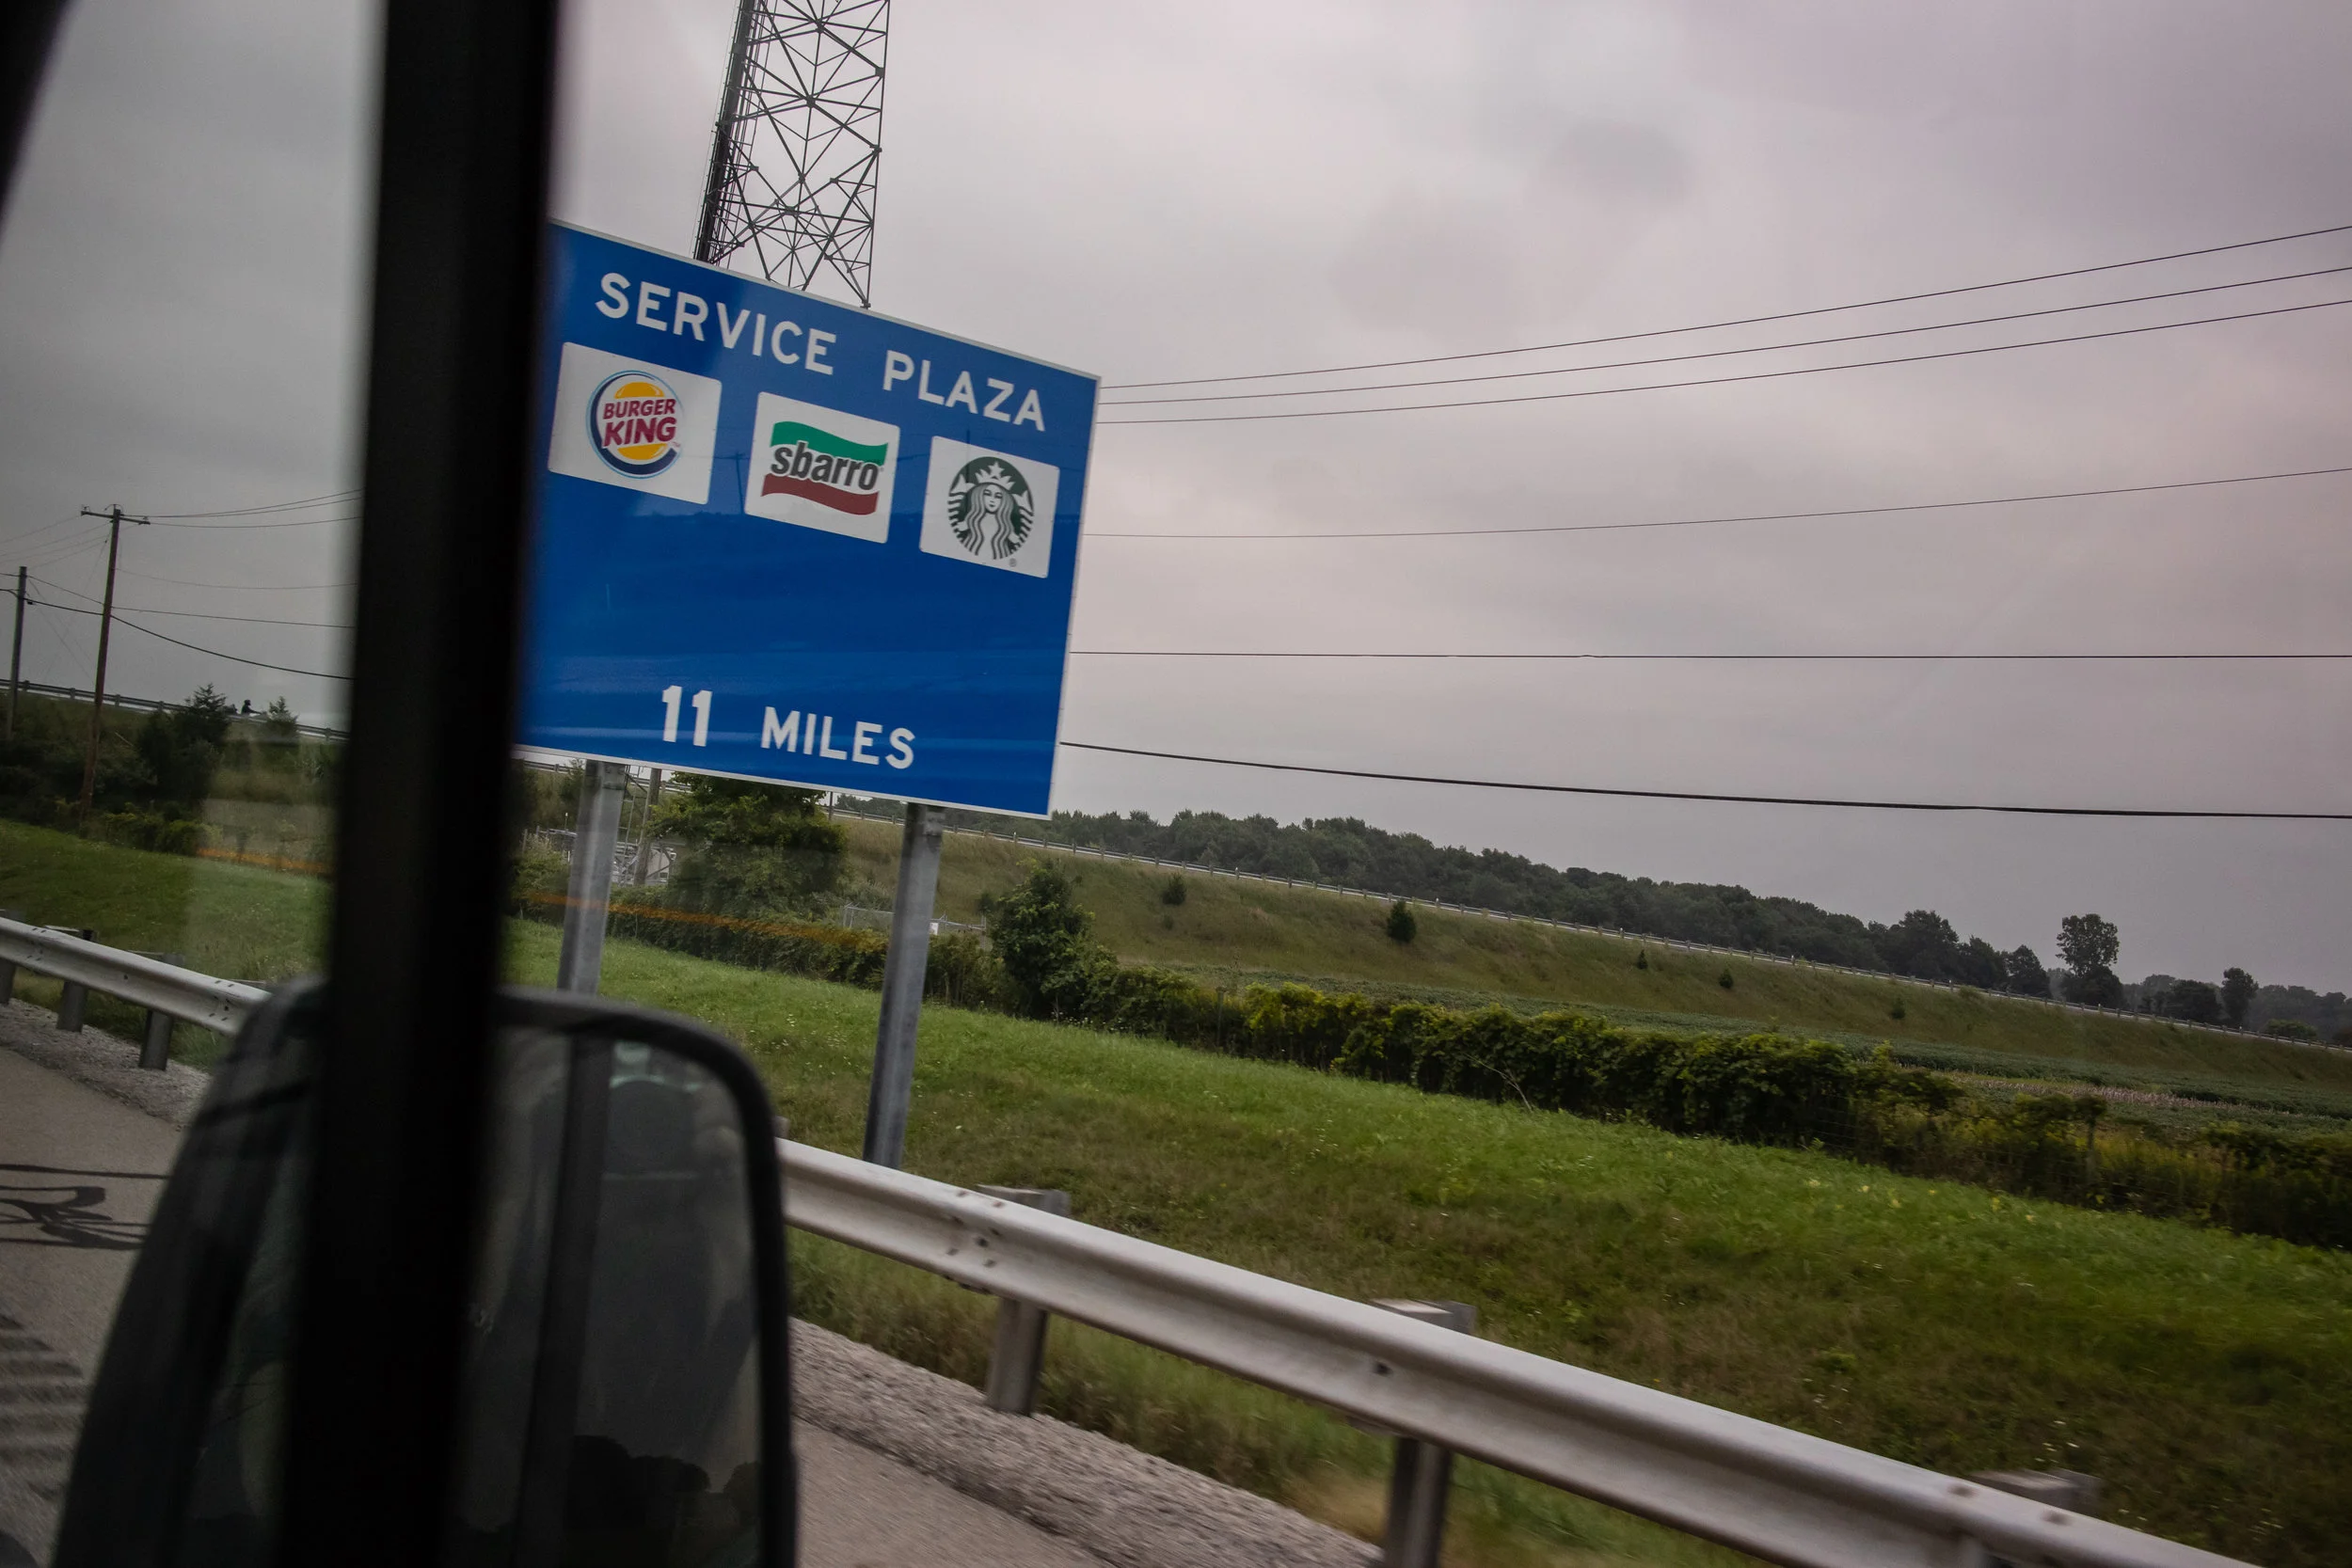 SERVICE PLAZA
BURGER
KING
sbarro
11 MILES